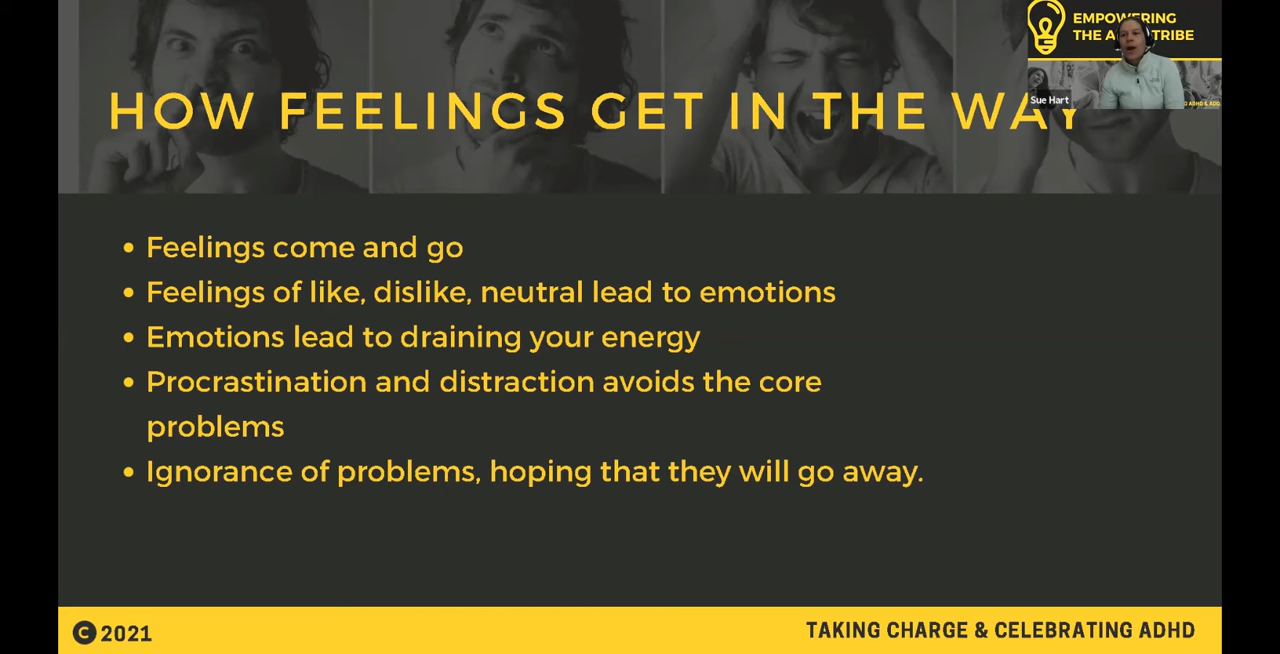 EMPOWERING
THE TRIBE
Sue Hart
HOW FEELINGS GET IN THE WAY
• Feelings come and go
• Feelings of like, dislike, neutral lead to emotions
• Emotions lead to draining your energy
• Procrastination and distraction avoids the core
problems
• Ignorance of problems, hoping that they will go away.
© 2021
TAKING CHARGE & CELEBRATING ADHD